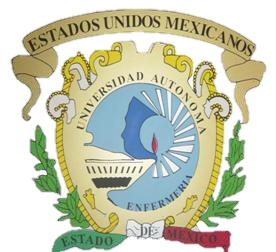 ESTADOS UNIDOS MEXICANOS
UNIVERSIDAD AUTONOMA
ENFERMERIA
ESTADO DE MEXICO